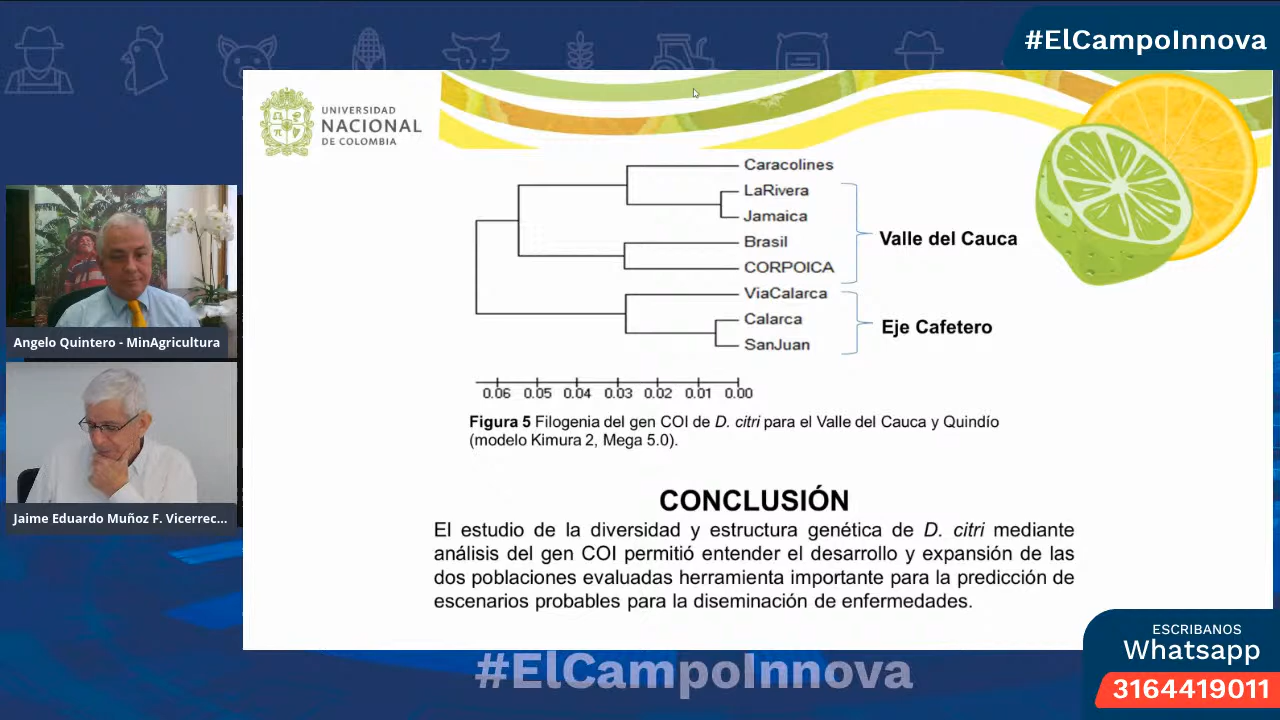 #ElCampoInnova
UNIVERSIDAD
NACIONAL
DE COLOMBIA
Caracolines
LaRivera
Jamaica
Brasil
CORPOICA
ViaCalarca
Calarca
SanJuan
Valle del Cauca
Eje Cafetero
0.06 0.05 0.04 0.03 0.02 0.01 0.00
Figura 5 Filogenia del gen COI de D. citri para el Valle del Cauca y Quindío
(modelo Kimura 2, Mega 5.0).
CONCLUSIÓN
El estudio de la diversidad y estructura genética de D. citri mediante
análisis del gen COI permitió entender el desarrollo y expansión de las
dos poblaciones evaluadas herramienta importante para la predicción de
escenarios probables para la diseminación de enfermedades.
Angelo Quintero - MinAgricultura
Jaime Eduardo Muñoz F. Vicerrec...
#ElCampoInnova
ESCRIBANOS
Whatsapp
3164419011